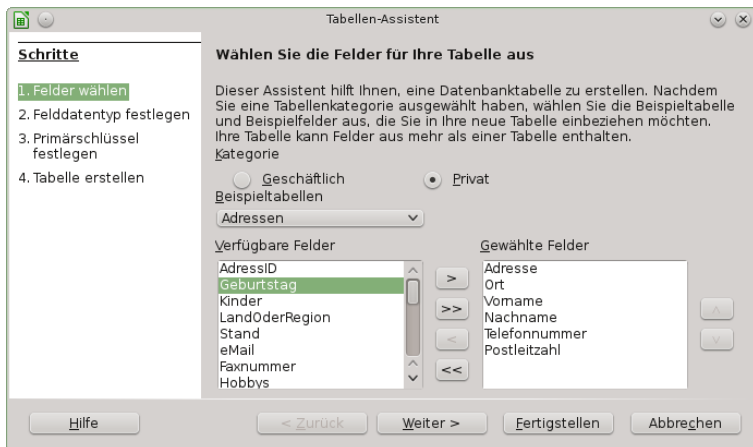 Tabellen-Assistent
Schritte
1. Felder wählen
2. Felddatentyp festlegen
3. Primärschlüssel
festlegen
4. Tabelle erstellen
Wählen Sie die Felder für Ihre Tabelle aus
Dieser Assistent hilft Ihnen, eine Datenbanktabelle zu erstellen. Nachdem
Sie eine Tabellenkategorie ausgewählt haben, wählen Sie die Beispieltabelle
und Beispielfelder aus, die Sie in Ihre neue Tabelle einbeziehen möchten.
Ihre Tabelle kann Felder aus mehr als einer Tabelle enthalten.
Kategorie
Geschäftlich
Privat
Beispieltabellen
Adressen
Verfügbare Felder
AdressID
Geburtstag
Kinder
LandOderRegion
Stand
eMail
Faxnummer
Hobbys
>
>>
<
<<
Gewählte Felder
Adresse
Ort
Vorname
Nachname
Telefonnummer
Postleitzahl
Hilfe
< Zurück
Weiter >
Fertigstellen
Abbrechen